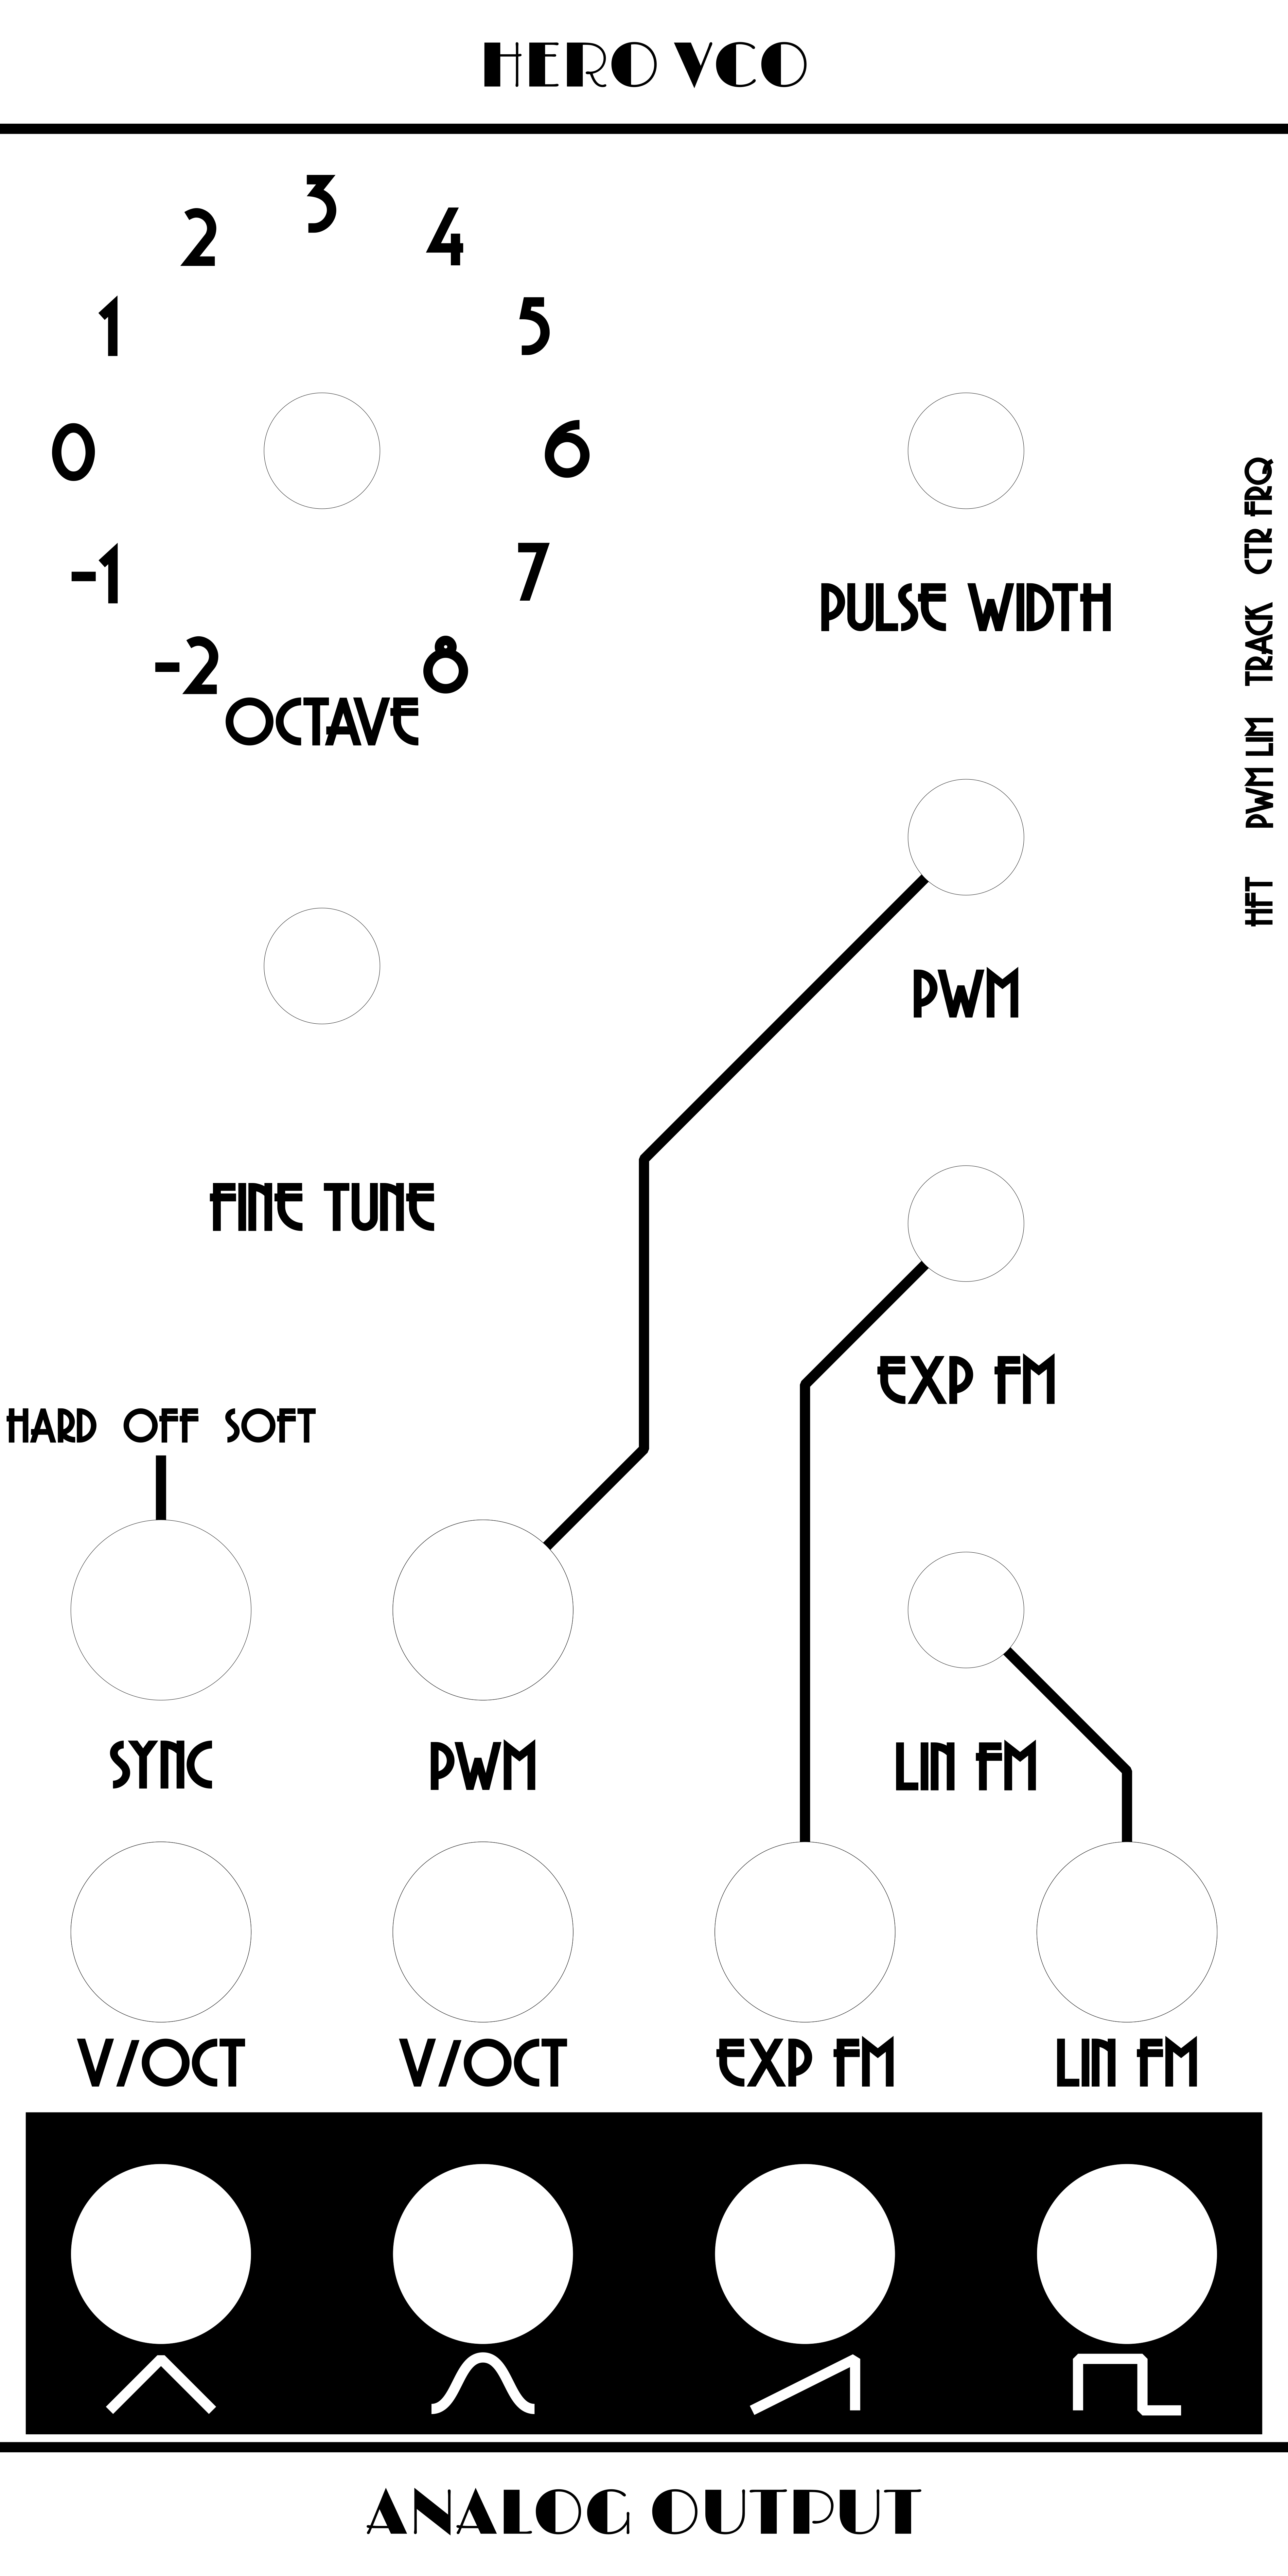 HERO VCO
3
2
4
1
5
0
6
-1
7
-2
8
OCTAVE
PULSE WIDTH
CTR FRQ
TRACK
PWM LIM
HFT
PWM
FINE TUNE
EXP FM
HARD OFF SOFT
SYNC
PWM
LIN FM
V/OCT
V/OCT
EXP FM
LIN FM
ANALOG OUTPUT